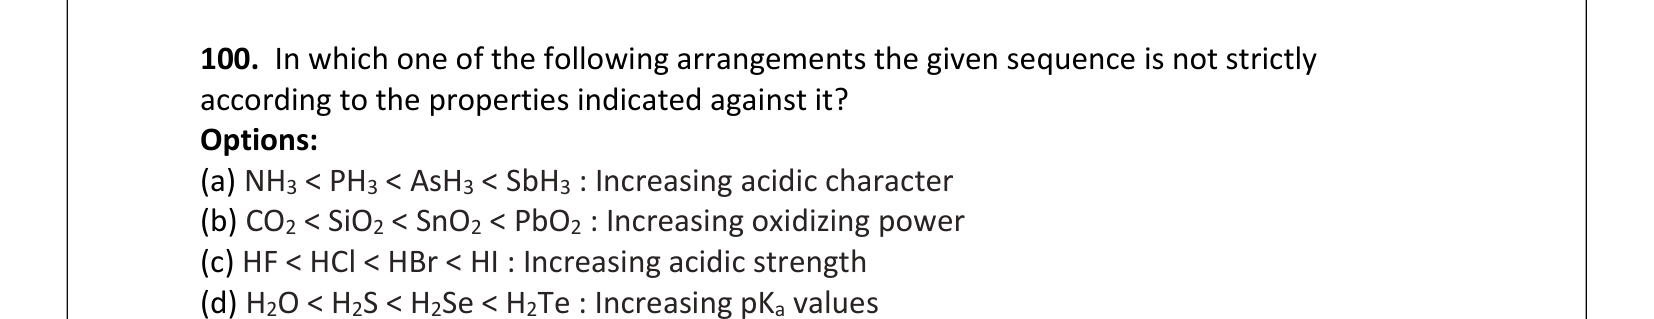 100. In which one of the following arrangements the given sequence is not strictly
according to the properties indicated against it?
Options:
(a) NH₃ < PH₃ < AsH₃ < SbH₃ : Increasing acidic character
(b) CO₂ < SiO₂ < SnO₂ < PbO₂ : Increasing oxidizing power
(c) HF < HCl < HBr < HI : Increasing acidic strength
(d) H₂O < H₂S < H₂Se < H₂Te : Increasing pKₐ values